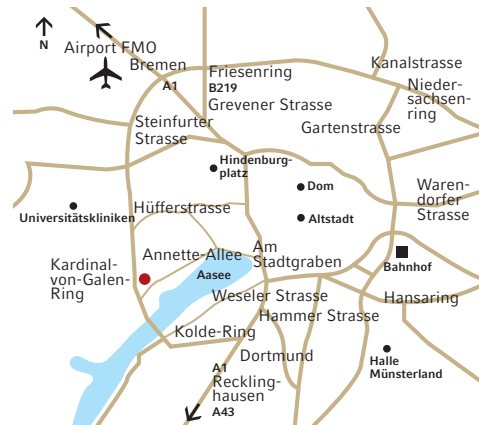 N
Airport FMO
Bremen
A1
Friesenring
B219
Grevener Strasse
Kanalstrasse
Nieder-
sachsen-
ring
Gartenstrasse
Steinfurter
Strasse
Hindenburg-
platz
Dom
Altstadt
Waren-
dorfer
Strasse
Universitätskliniken
Hüfferstrasse
Annette-Allee
Am
Stadtgraben
Aasee
Bahnhof
Kardinal-
von-Galen-
Ring
Weseler Strasse
Hansaring
Hammer Strasse
Kolde-Ring
Dortmund
Halle
Münsterland
A1
Reckling-
hausen
A43